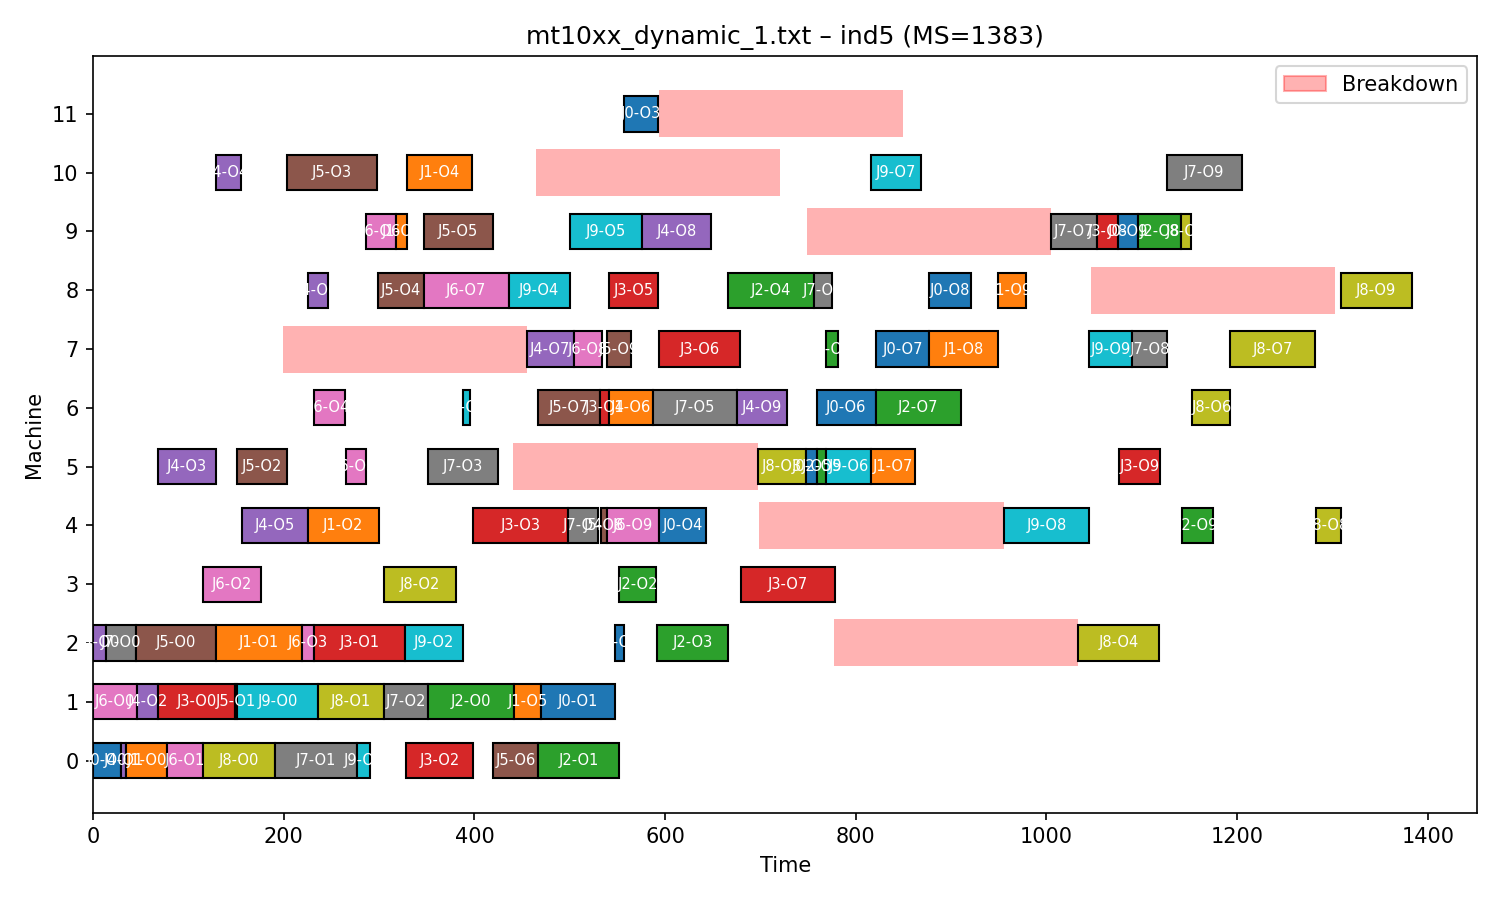 mt10xx_dynamic_1.txt – ind5 (MS=1383)
Breakdown
Machine
11
J0-O3
10
J5-O3 J1-O4 J9-O7 J7-O9
9
J5-O5 J9-O5 J4-O8 J7-O7
8
J5-O4 J6-O7 J9-O4 J3-O5 J2-O4 J0-O8 J8-O9
7
J4-O7 J6-O8 J3-O6 J0-O7 J1-O8 J9-O9 J7-O8 J8-O7
6
J5-O7 J7-O5 J4-O9 J0-O6 J2-O7 J8-O6
5
J4-O3 J5-O2 J7-O3 J9-O6 J1-O7 J3-O9
4
J4-O5 J1-O2 J3-O3 J6-O9 J0-O4 J9-O8
3
J6-O2 J8-O2 J2-O2 J3-O7
2
J5-O0 J1-O1 J6-O3 J3-O1 J9-O2 J2-O3 J8-O4
1
J6-O0 J3-O0 J5-O1 J9-O0 J8-O1 J7-O2 J2-O0 J1-O5 J0-O1
0
J6-O1 J8-O0 J7-O1 J3-O2 J5-O6 J2-O1
0 200 400 600 800 1000 1200 1400
Time